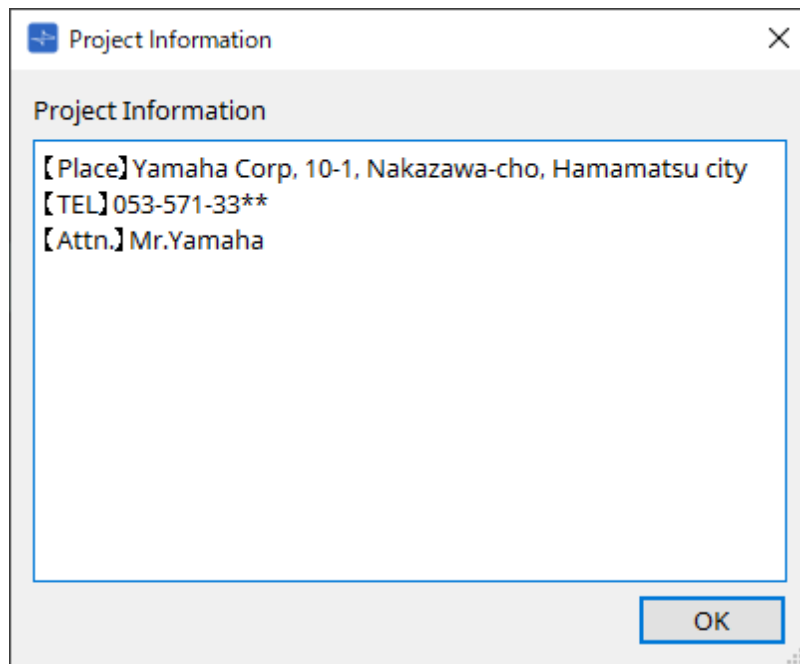 Project Information
Project Information
【Place】Yamaha Corp, 10-1, Nakazawa-cho, Hamamatsu city
【TEL】053-571-33**
【Attn.】Mr.Yamaha
OK